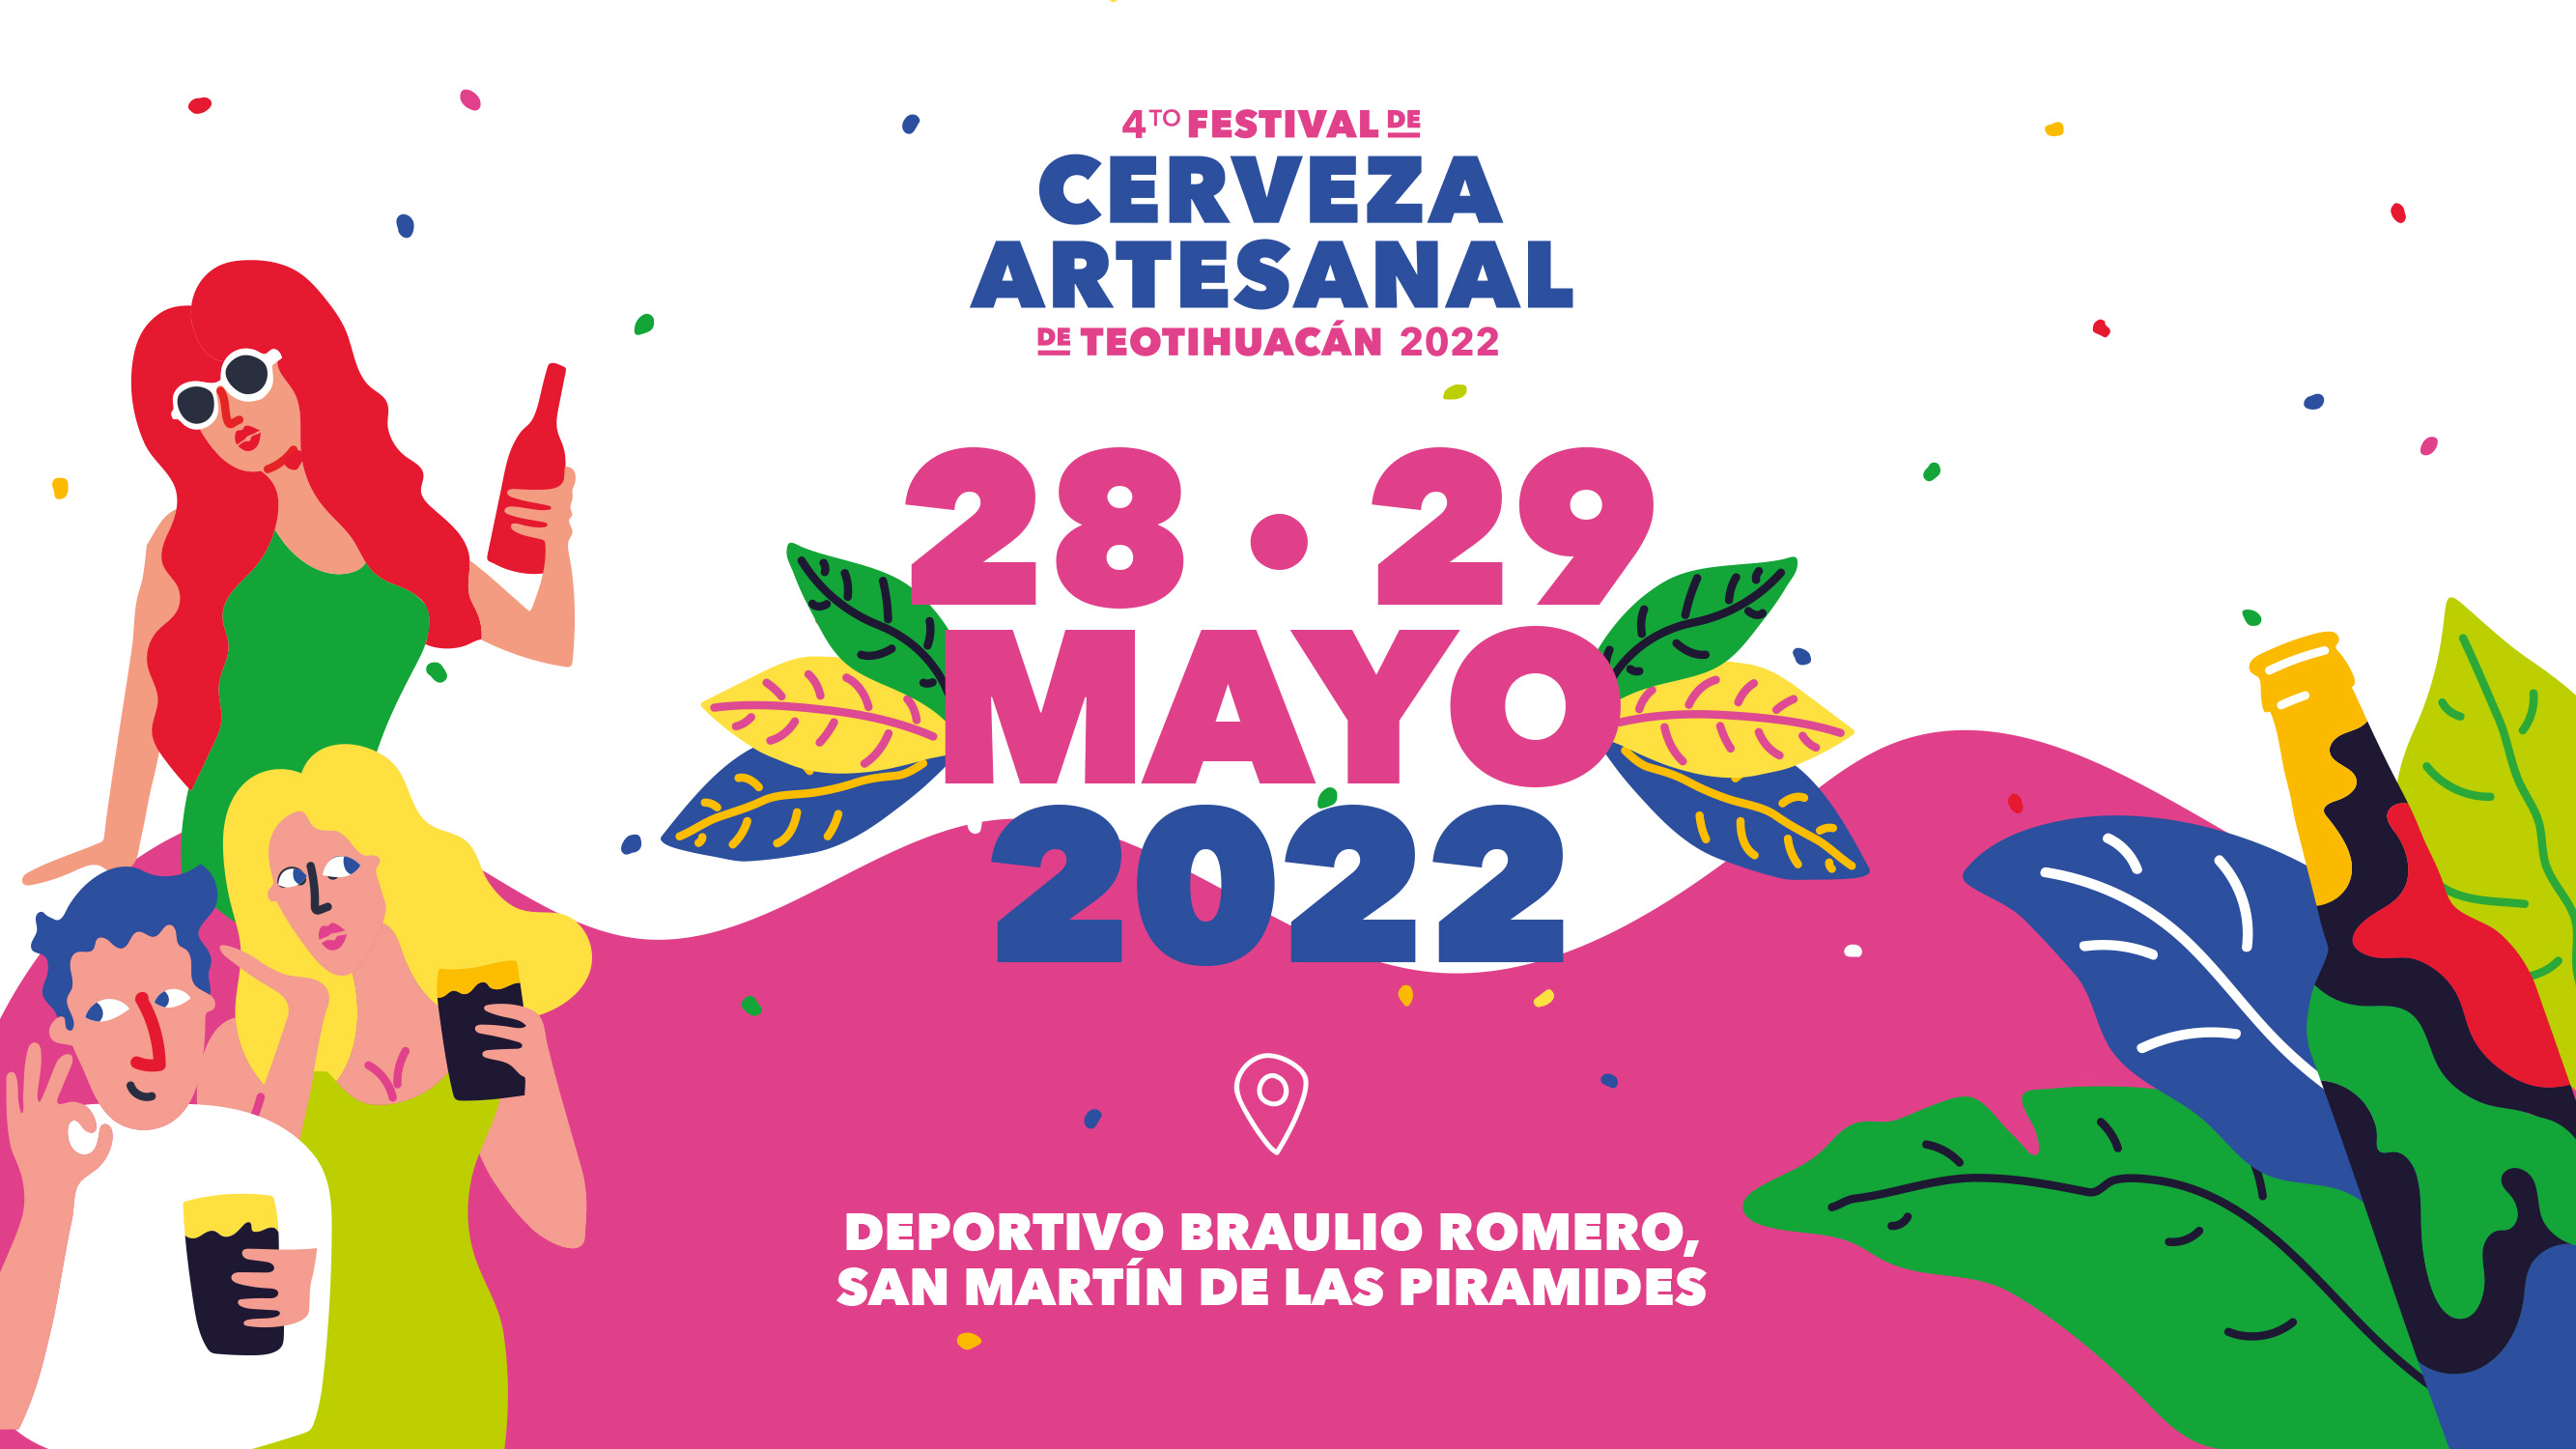 4TO FESTIVAL DE
CERVEZA
ARTESANAL
DE TEOTIHUACÁN 2022
28 • 29
MAYO
2022
DEPORTIVO BRAULIO ROMERO,
SAN MARTÍN DE LAS PIRAMIDES